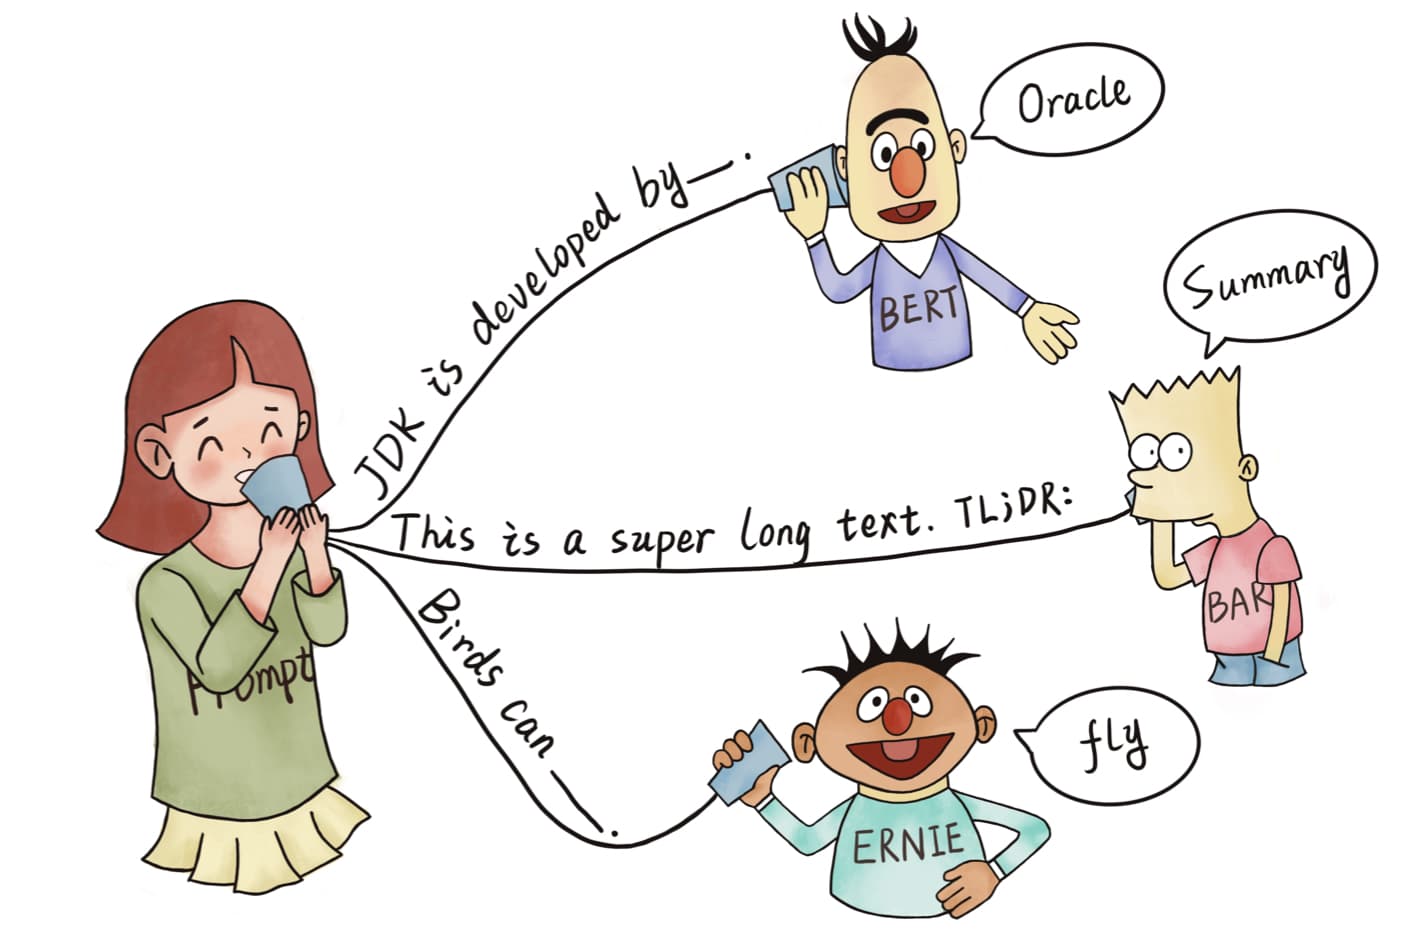 JDK is developed by—.
Oracle
BERT
Summary
This is a super long text. TL;DR:
BAR
Prompt
Birds can —.
fly
ERNIE